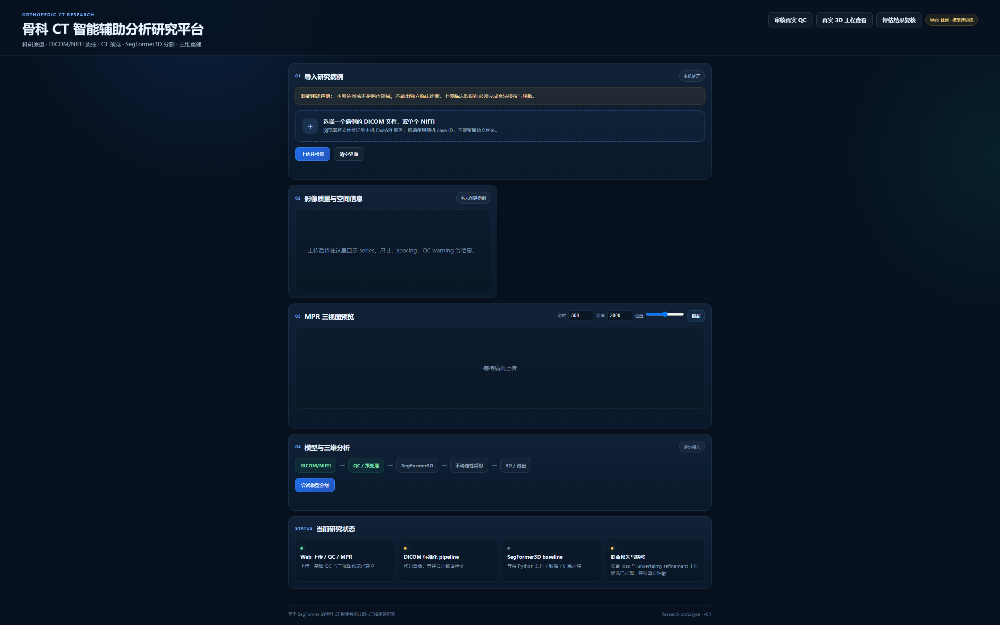 ORTHOPEDIC CT RESEARCH
骨科 CT 智能辅助分析研究平台
科研原型 · DICOM/NIfTI 质控 · CT 预览 · SegFormer3D 分割 · 三维重建
审核真实 QC
真实 3D 工程查看
评估结果复核
Web 就绪 · 模型待训练
01 导入研究病例
本机处理
科研用途声明： 本系统当前不是医疗器械，不输出独立临床诊断。上传临床数据前必须完成合法授权与脱敏。
+
选择一个病例的 DICOM 文件，或单个 NIfTI
浏览器将文件发送到本机 FastAPI 服务；后端使用随机 case ID，不保留原始文件名。
上传并检查
清空界面
02 影像质量与空间信息
尚未创建病例
上传后将在这里显示 series、尺寸、spacing、QC warning 等信息。
03 MPR 三视图预览
窗位 500 窗宽 2000 位置
刷新
等待病例上传
04 模型与三维分析
逐步接入
DICOM/NIfTI → QC / 预处理 → SegFormer3D → 不确定性精修 → 3D / 测量
尝试模型分割
STATUS 当前研究状态
Web 上传 / QC / MPR
上传、基础 QC 与三视图预览已建立
DICOM 标准化 pipeline
代码首版，等待公开数据验证
SegFormer3D baseline
等待 Python 3.11 / 数据 / 训练环境
联合损失与精修
联合 loss 与 uncertainty refinement 工程
候选已实现，等待真实消融
基于 SegFormer 的骨科 CT 影像智能分割与三维重建研究
Research prototype · v0.1